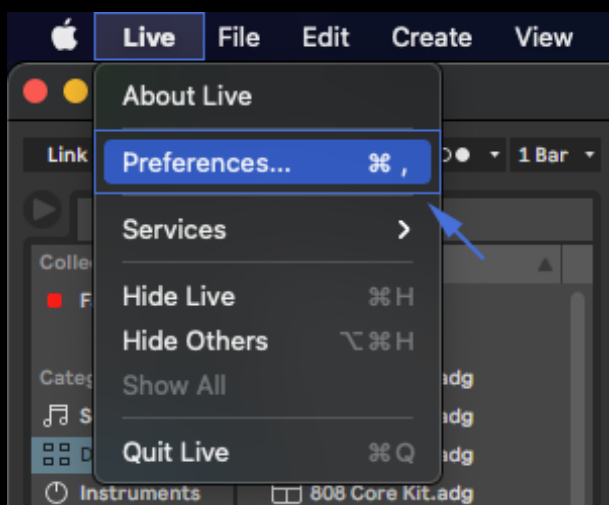 Live File Edit Create View
About Live
Link Preferences... ⌘ , 1 Bar
Services
Hide Live ⌘ H
Hide Others ⌥ ⌘ H
Show All
adg
adg
Quit Live ⌘ Q adg
Instruments 808 Core Kit.adg